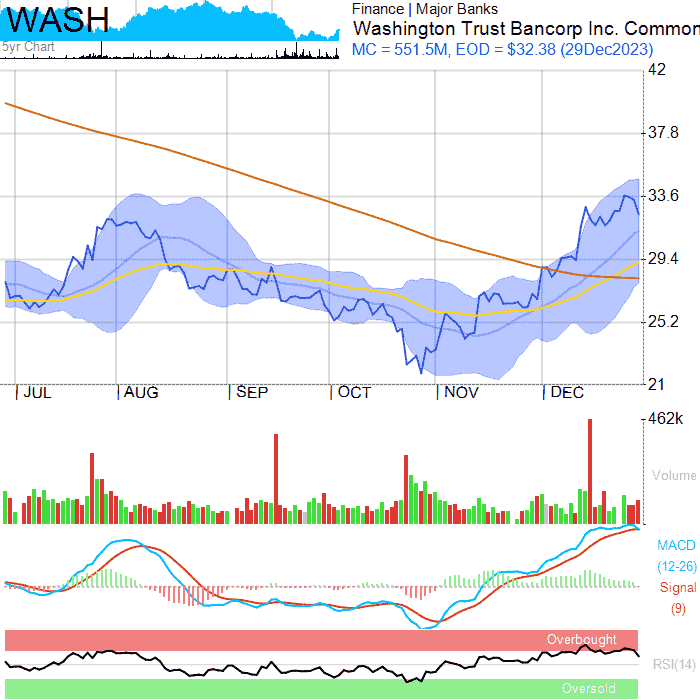 WASH
5yr Chart
Finance | Major Banks
Washington Trust Bancorp Inc. Common
MC = 551.5M, EOD = $32.38 (29Dec2023)
42
37.8
33.6
29.4
25.2
21
| JUL | AUG | SEP | OCT | NOV | DEC
462k
Volume
MACD
(12-26)
Signal
(9)
Overbought
RSI(14)
Oversold